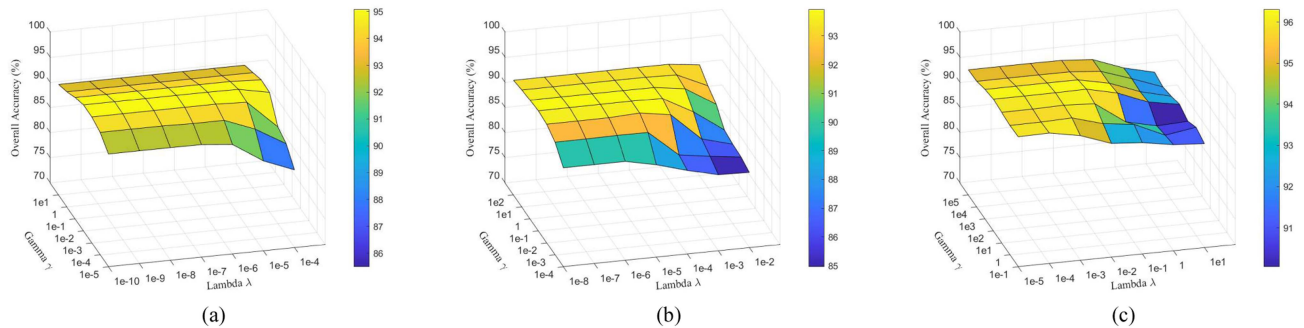 100
95
90
85
80
75
70
Overall Accuracy (%)
1e1
1
1e-1
1e-2
1e-3
1e-4
1e-5
Gamma γ
1e-10
1e-9
1e-8
1e-7
1e-6
1e-5
1e-4
Lambda λ
95
94
93
92
91
90
89
88
87
86
(a)
100
95
90
85
80
75
70
Overall Accuracy (%)
1e2
1e1
1
1e-1
1e-2
1e-3
1e-4
Gamma γ
1e-8
1e-7
1e-6
1e-5
1e-4
1e-3
1e-2
Lambda λ
93
92
91
90
89
88
87
86
85
(b)
100
95
90
85
80
75
70
Overall Accuracy (%)
1e5
1e4
1e3
1e2
1e1
1
1e-1
Gamma γ
1e-5
1e-4
1e-3
1e-2
1e-1
1
1e1
Lambda λ
96
95
94
93
92
91
(c)